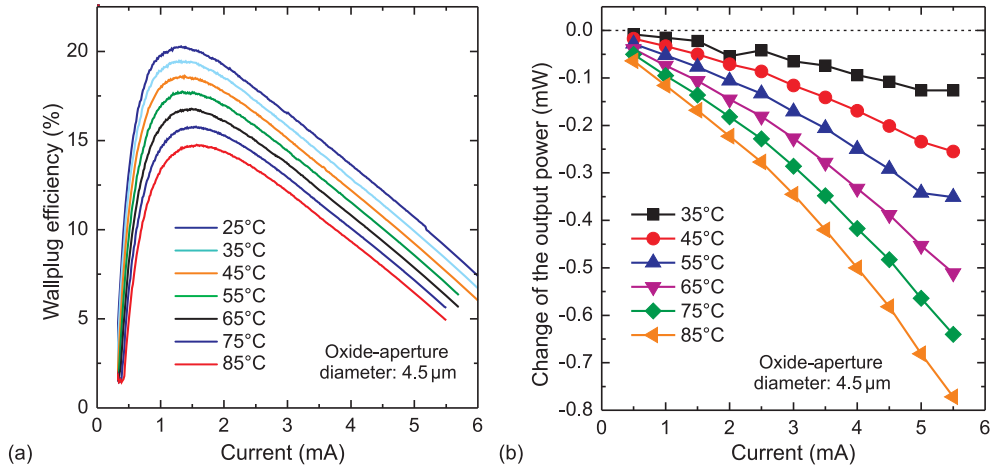 Wallplug efficiency (%)
20
15
10
5
0
25°C
35°C
45°C
55°C
65°C
75°C
85°C
Oxide-aperture
diameter: 4.5 µm
0 1 2 3 4 5 6
(a)
Current (mA)
Change of the output power (mW)
0.0
-0.1
-0.2
-0.3
-0.4
-0.5
-0.6
-0.7
-0.8
35°C
45°C
55°C
65°C
75°C
85°C
Oxide-aperture
diameter: 4.5 µm
0 1 2 3 4 5 6
(b)
Current (mA)